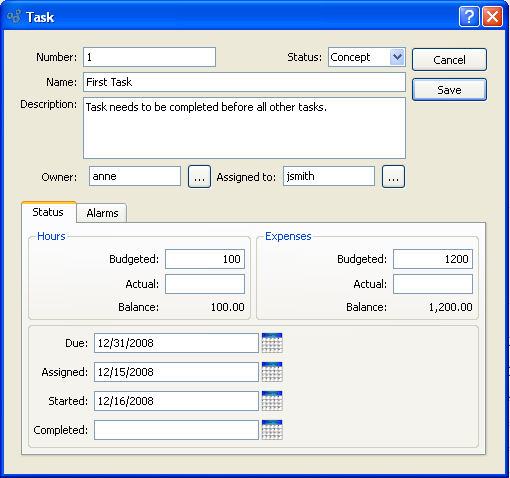 Task
Number: 1 Status: Concept Cancel
Name: First Task Save
Description: Task needs to be completed before all other tasks.
Owner: anne ... Assigned to: jsmith ...
Status Alarms
Hours Expenses
Budgeted: 100 Budgeted: 1200
Actual: Actual:
Balance: 100.00 Balance: 1,200.00
Due: 12/31/2008
Assigned: 12/15/2008
Started: 12/16/2008
Completed: